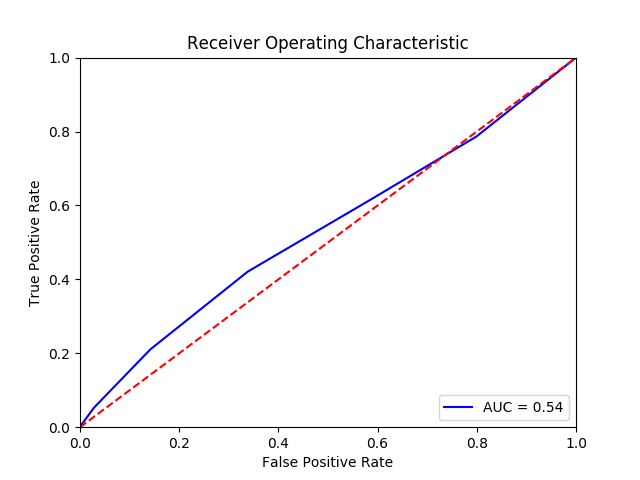 Receiver Operating Characteristic
1.0
0.8
0.6
0.4
0.2
0.0
True Positive Rate
AUC = 0.54
0.0 0.2 0.4 0.6 0.8 1.0
False Positive Rate